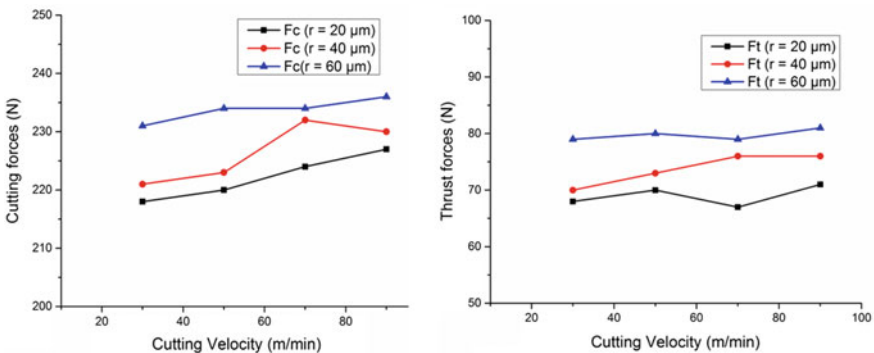 250
240
230
220
210
200
Cutting forces (N)
Fc (r = 20 µm)
Fc (r = 40 µm)
Fc(r = 60 µm)
20
40
60
80
Cutting Velocity (m/min)
100
90
80
70
60
50
Thrust forces (N)
Ft (r = 20 µm)
Ft (r = 40 µm)
Ft (r = 60 µm)
20
40
60
80
100
Cutting Velocity (m/min)